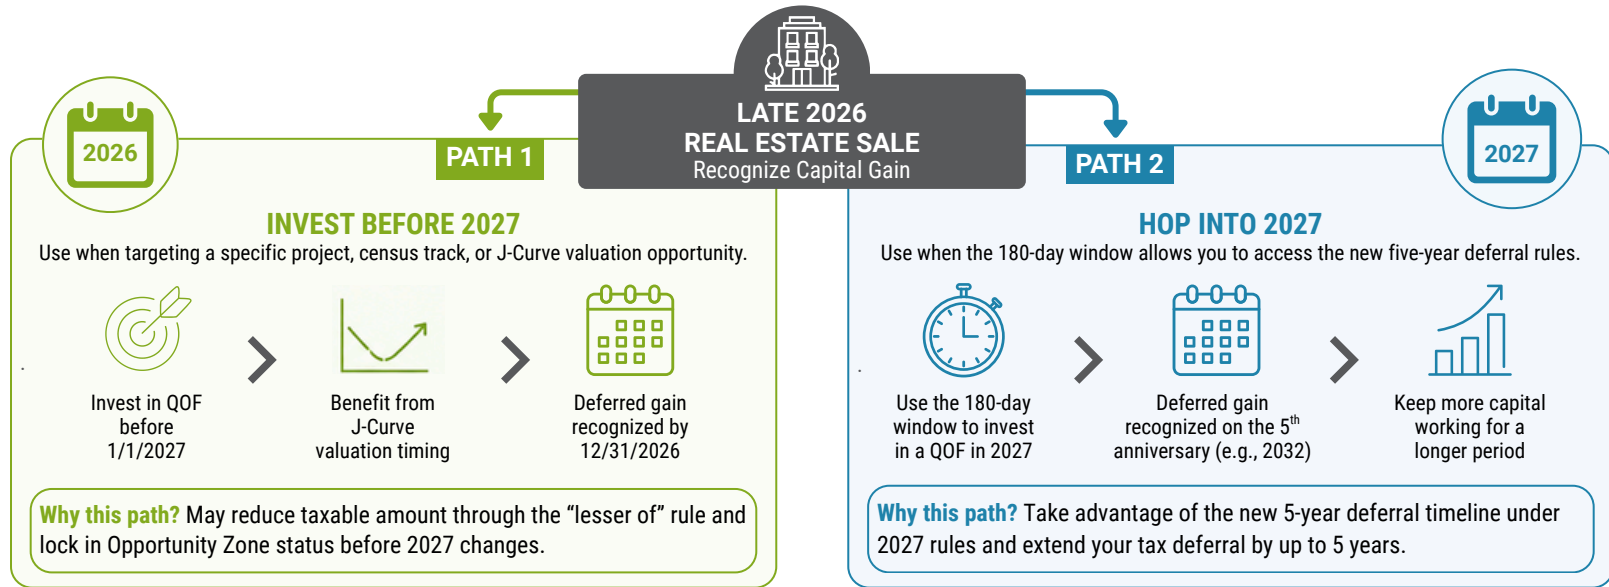 LATE 2026
REAL ESTATE SALE
Recognize Capital Gain
2026
PATH 1
INVEST BEFORE 2027
Use when targeting a specific project, census track, or J-Curve valuation opportunity.
Invest in QOF
before
1/1/2027
Benefit from
J-Curve
valuation timing
Deferred gain
recognized by
12/31/2026
Why this path? May reduce taxable amount through the “lesser of” rule and
lock in Opportunity Zone status before 2027 changes.
PATH 2
2027
HOP INTO 2027
Use when the 180-day window allows you to access the new five-year deferral rules.
Use the 180-day
window to invest
in a QOF in 2027
Deferred gain
recognized on the 5th
anniversary (e.g., 2032)
Keep more capital
working for a
longer period
Why this path? Take advantage of the new 5-year deferral timeline under
2027 rules and extend your tax deferral by up to 5 years.